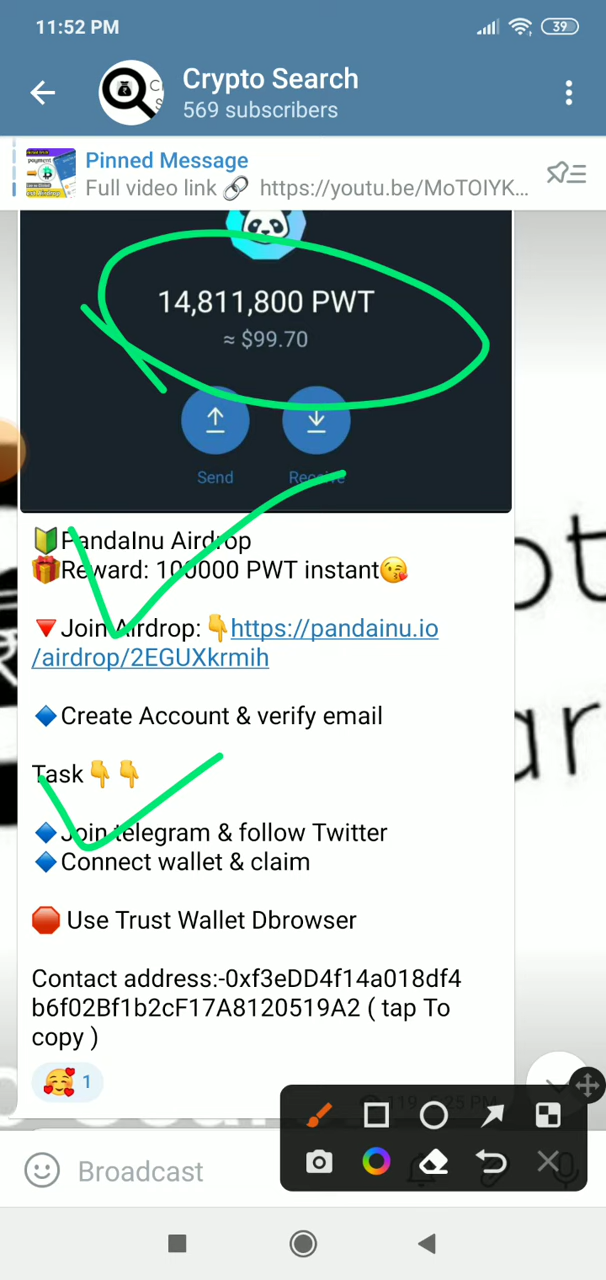 11:52 PM
39
Crypto Search
569 subscribers
Pinned Message
Full video link 🔗 https://youtu.be/MoTOIYK...
14,811,800 PWT
≈ $99.70
Send
Receive
🔰PandaInu Airdrop
🎁Reward: 100000 PWT instant😘
🔻Join Airdrop: 👇https://pandainu.io
/airdrop/2EGUXkrmih
🔷Create Account & verify email
Task👇👇
🔷Join telegram & follow Twitter
🔷Connect wallet & claim
🛑 Use Trust Wallet Dbrowser
Contact address:-0xf3eDD4f14a018df4
b6f02Bf1b2cF17A8120519A2 ( tap To
copy )
🥰 1
Broadcast